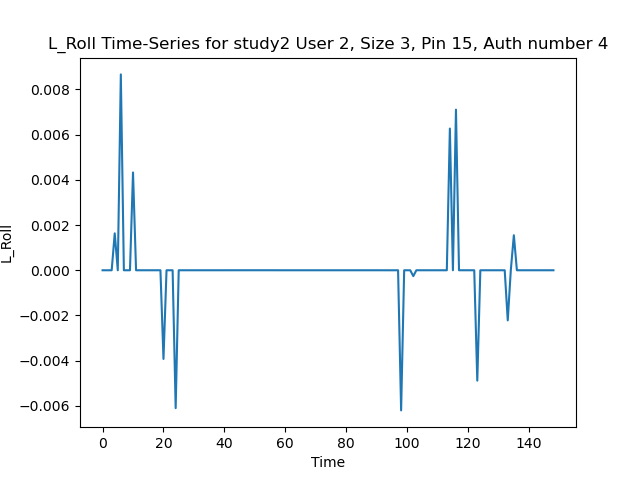 L_Roll Time-Series for study2 User 2, Size 3, Pin 15, Auth number 4
0.008
0.006
0.004
0.002
0.000
−0.002
−0.004
−0.006
L_Roll
0 20 40 60 80 100 120 140
Time